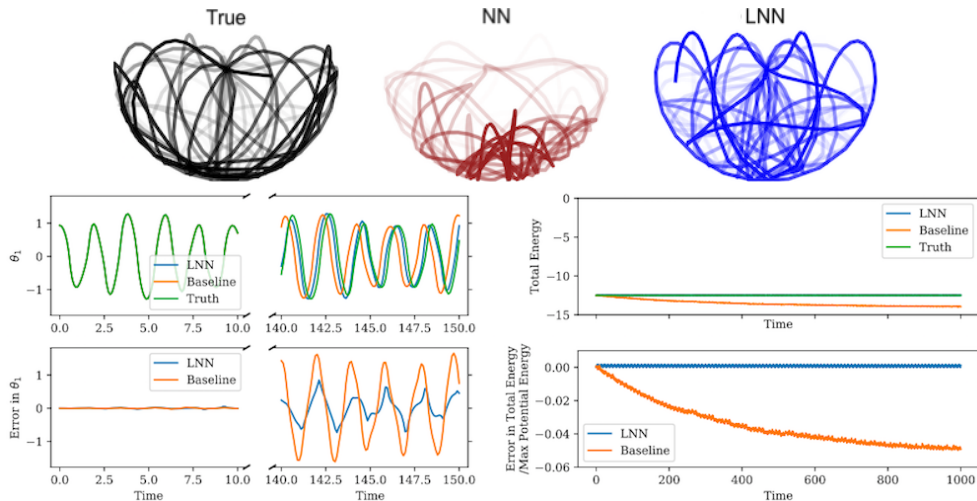 True
NN
LNN
1
0
−1
θ₁
LNN
Baseline
Truth
0.0 2.5 5.0 7.5 10.0
140.0 142.5 145.0 147.5 150.0
0
−5
−10
−15
Total Energy
LNN
Baseline
Truth
Time
1
0
−1
Error in θ₁
LNN
Baseline
0.0 2.5 5.0 7.5 10.0
Time
140.0 142.5 145.0 147.5 150.0
Time
0.00
−0.02
−0.04
−0.06
Error in Total Energy
/Max Potential Energy
LNN
Baseline
0 200 400 600 800 1000
Time